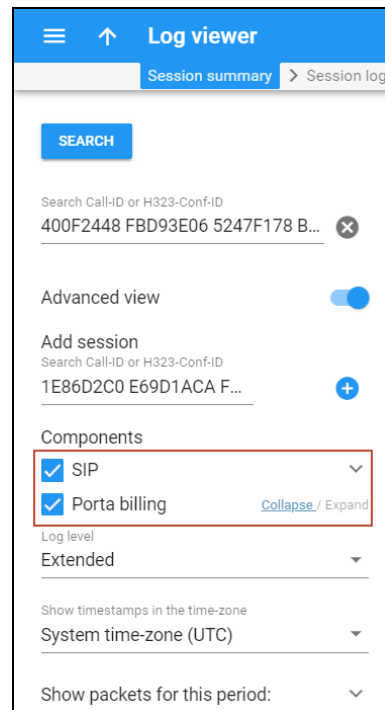 Log viewer
Session summary > Session log
SEARCH
Search Call-ID or H323-Conf-ID
400F2448 FBD93E06 5247F178 B...
Advanced view
Add session
Search Call-ID or H323-Conf-ID
1E86D2C0 E69D1ACA F...
Components
SIP
Porta billing Collapse / Expand
Log level
Extended
Show timestamps in the time-zone
System time-zone (UTC)
Show packets for this period: